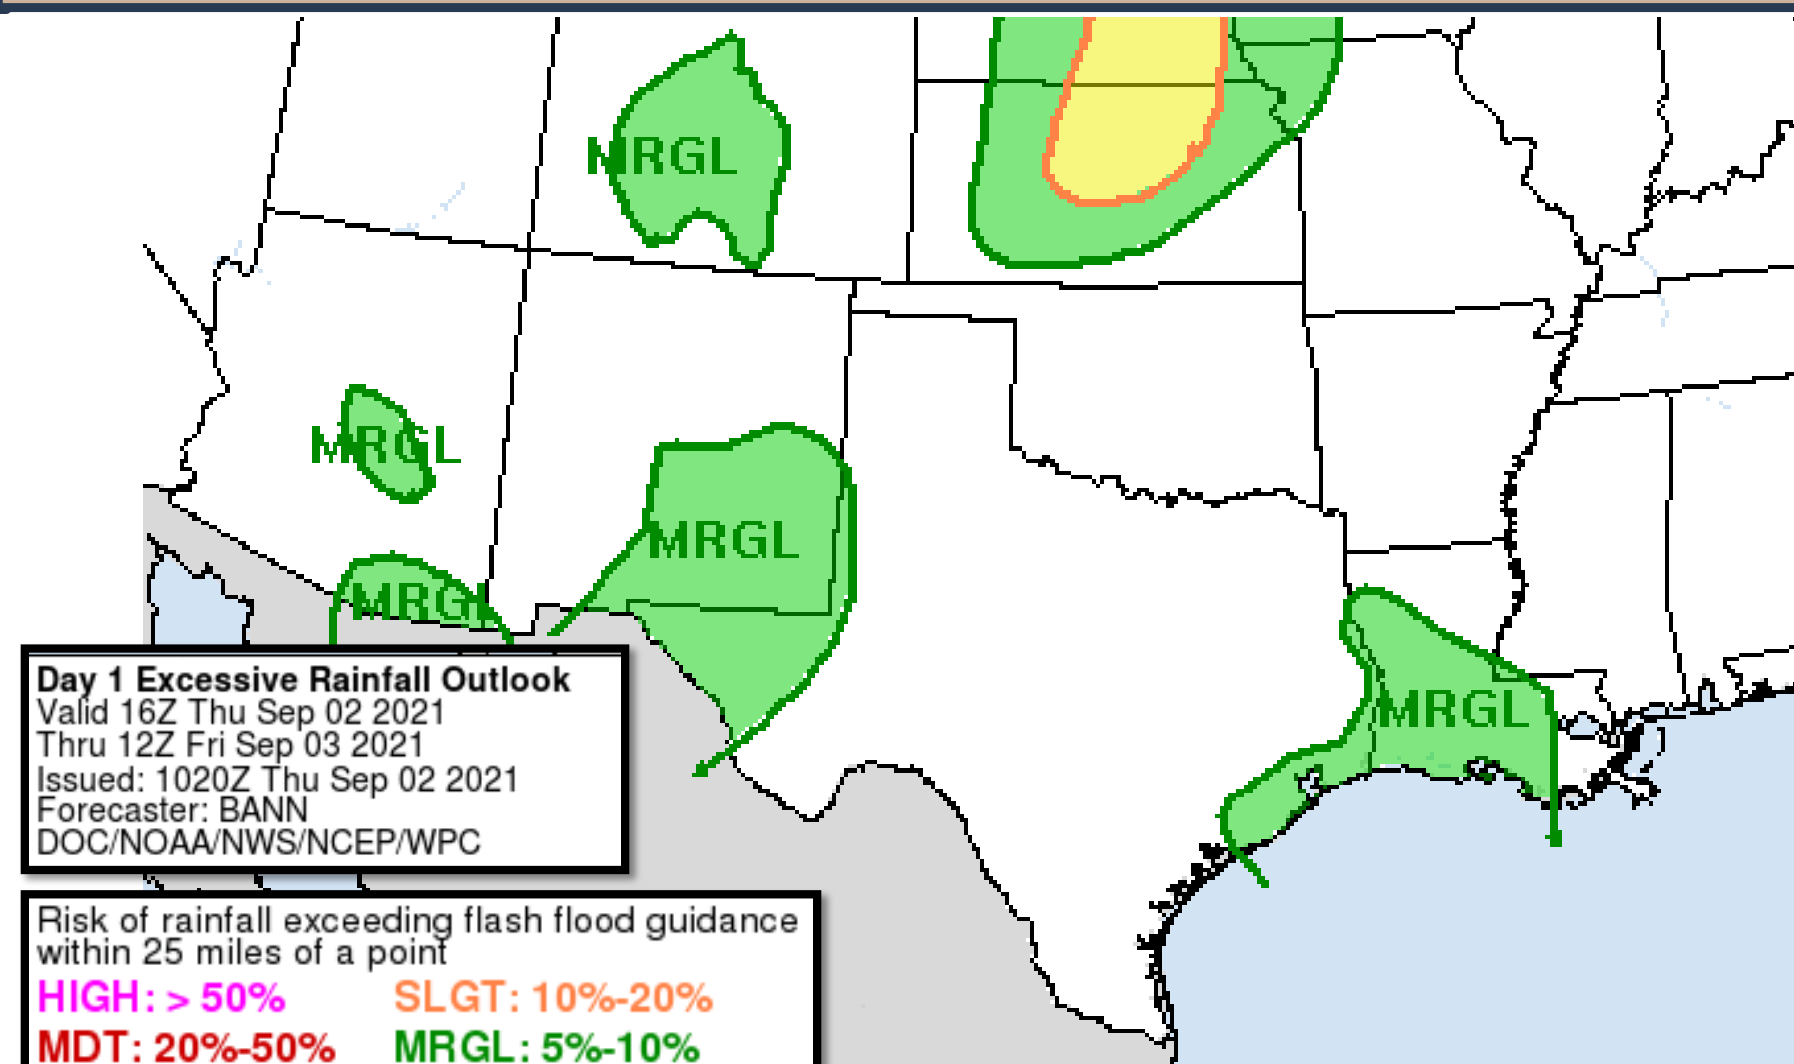 MRGL
MRGL
MRGL
MRGL
MRGL
Day 1 Excessive Rainfall Outlook
Valid 16Z Thu Sep 02 2021
Thru 12Z Fri Sep 03 2021
Issued: 1020Z Thu Sep 02 2021
Forecaster: BANN
DOC/NOAA/NWS/NCEP/WPC
Risk of rainfall exceeding flash flood guidance
within 25 miles of a point
HIGH: > 50% SLGT: 10%-20%
MDT: 20%-50% MRGL: 5%-10%